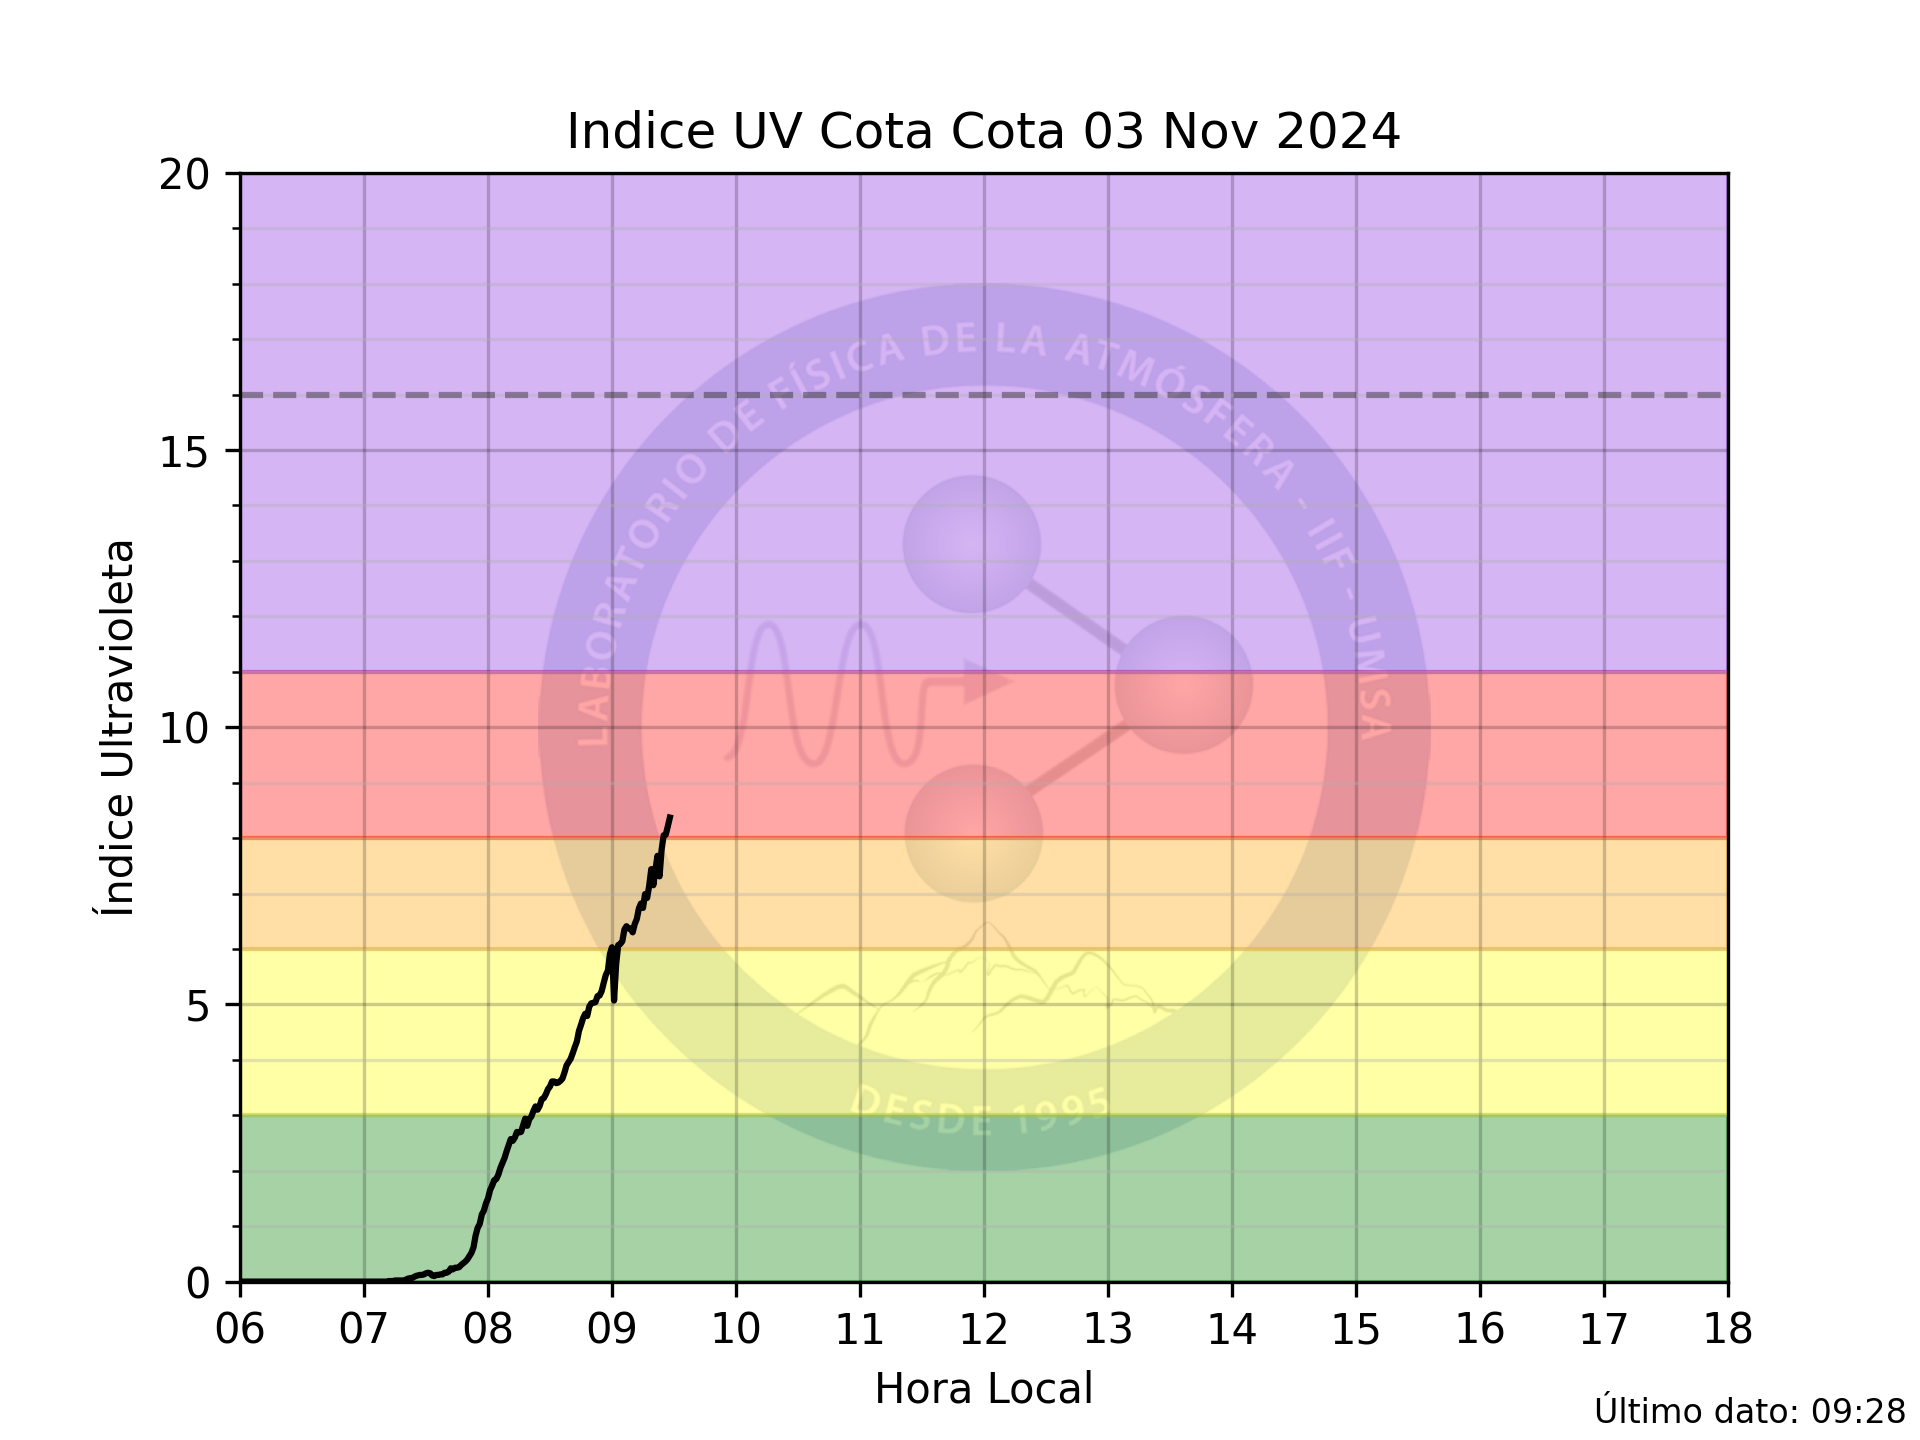 Indice UV Cota Cota 03 Nov 2024
20
15
10
5
0
Índice Ultravioleta
LABORATORIO DE FÍSICA DE LA ATMÓSFERA - IIF - UMSA
DESDE 1995
06 07 08 09 10 11 12 13 14 15 16 17 18
Hora Local
Último dato: 09:28